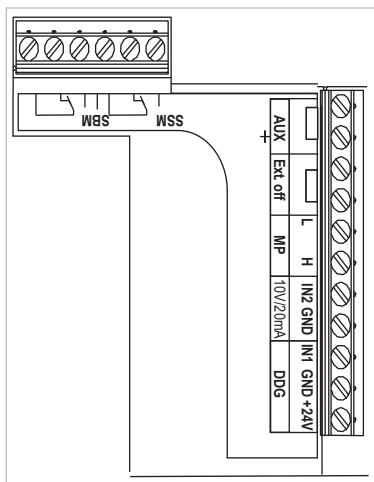 SBM
SSM
AUX
+
Ext off
L
MP
H
10V/20mA
IN2 GND
DDG
IN1 GND +24V